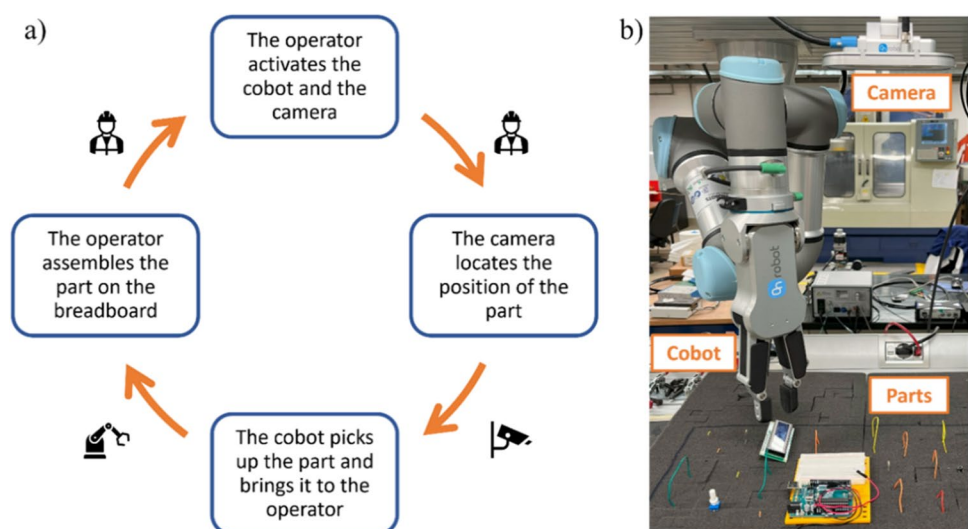 a)
The operator
activates the
cobot and the
camera
The camera
locates the
position of the
part
The cobot picks
up the part and
brings it to the
operator
The operator
assembles the
part on the
breadboard
b)
Camera
On robot
Cobot
Parts